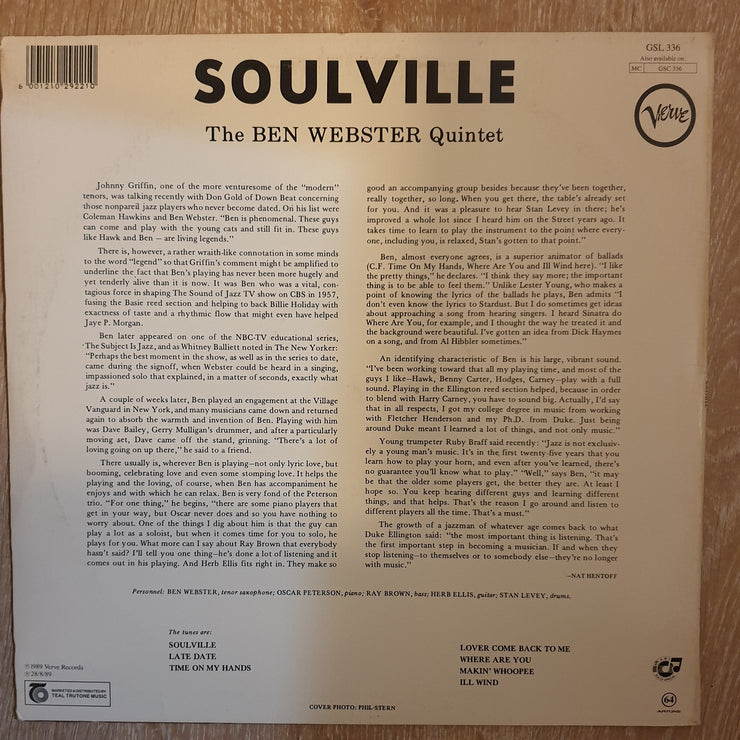 6 001210 292210
SOULVILLE
The BEN WEBSTER Quintet
GSL 336
Also available on:
MC GSC 336
Verve
Johnny Griffin, one of the more venturesome of the "modern"
tenors, was talking recently with Don Gold of Down Beat concerning
those nonpareil jazz players who never become dated. On his list were
Coleman Hawkins and Ben Webster. "Ben is phenomenal. These guys
can come and play with the young cats and still fit in. These guys
like Hawk and Ben — are living legends."
There is, however, a rather wraith-like connotation in some minds
to the word "legend" so that Griffin's comment might be amplified to
underline the fact that Ben's playing has never been more hugely and
yet tenderly alive than it is now. It was Ben who was a vital, con-
tagious force in shaping The Sound of Jazz TV show on CBS in 1957,
fusing the Basie reed section and helping to back Billie Holiday with
exactness of taste and a rhythmic flow that might even have helped
Jaye P. Morgan.
Ben later appeared on one of the NBC-TV educational series,
'The Subject Is Jazz, and as Whitney Balliett noted in The New Yorker:
"Perhaps the best moment in the show, as well as in the series to date,
came during the signoff, when Webster could be heard in a singing,
impassioned solo that explained, in a matter of seconds, exactly what
jazz is."
A couple of weeks later, Ben played an engagement at the Village
Vanguard in New York, and many musicians came down and returned
again to absorb the warmth and invention of Ben. Playing with him
was Dave Bailey, Gerry Mulligan's drummer, and after a particularly
moving set, Dave came off the stand, grinning. "There's a lot of
loving going on up there," he said to a friend.
There usually is, wherever Ben is playing—not only lyric love, but
booming, celebrating love and even some stomping love. It helps the
playing and the loving, of course, when Ben has accompaniment he
enjoys and with which he can relax. Ben is very fond of the Peterson
trio. "For one thing," he begins, "there are some piano players that
get in your way, but Oscar never does and so you have nothing to
worry about. One of the things I dig about him is that the guy can
play a lot as a soloist, but when it comes time for you to solo, he
plays for you. What more can I say about Ray Brown that everybody
hasn't said? I'll tell you one thing—he's done a lot of listening and it
comes out in his playing. And Herb Ellis fits right in. They make so
good an accompanying group besides because they've been together,
really together, so long. When you get there, the table's already set
for you. And it was a pleasure to hear Stan Levey in there; he's
improved a whole lot since I heard him on the Street years ago. It
takes time to learn to play the instrument to the point where every-
one, including you, is relaxed, Stan's gotten to that point."
Ben, almost everyone agrees, is a superior animator of ballads
(C.F. Time On My Hands, Where Are You and Ill Wind here). "I like
the pretty things," he declares. "I think they say more; the important
thing is to be able to feel them." Unlike Lester Young, who makes a
point of knowing the lyrics of the ballads he plays, Ben admits "I
don't even know the lyrics to Stardust. But I do sometimes get ideas
about approaching a song from hearing singers. I heard Sinatra do
Where Are You, for example, and I thought the way he treated it and
the background were beautiful. I've gotten an idea from Dick Haymes
on a song, and from Al Hibbler sometimes."
An identifying characteristic of Ben is his large, vibrant sound.
"I've been working toward that all my playing time, and most of the
guys I like—Hawk, Benny Carter, Hodges, Carney—play with a full
sound. Playing in the Ellington reed section helped, because in order
to blend with Harry Carney, you have to sound big. Actually, I'd say
that in all respects, I got my college degree in music from working
with Fletcher Henderson and my Ph.D. from Duke. Just being
around Duke meant I learned a lot of things, and not only music."
Young trumpeter Ruby Braff said recently: "Jazz is not exclusiv-
ely a young man's music. It's in the first twenty-five years that you
learn how to play your horn, and even after you've learned, there's
no guarantee you'll know what to play." "Well," says Ben, "it may
be that the older some players get, the better they are. At least I
hope so. You keep hearing different guys and learning different
things, and that helps. That's the reason I go around and listen to
different players all the time. That's a must."
The growth of a jazzman of whatever age comes back to what
Duke Ellington said: "the most important thing is listening. That's
the first important step in becoming a musician. If and when they
stop listening—to themselves or to somebody else—they're no longer
with music."
—NAT HENTOFF
Personnel: BEN WEBSTER, tenor saxophone; OSCAR PETERSON, piano; RAY BROWN, bass; HERB ELLIS, guitar; STAN LEVEY, drums.
The tunes are:
SOULVILLE
LATE DATE
TIME ON MY HANDS
LOVER COME BACK TO ME
WHERE ARE YOU
MAKIN' WHOOPEE
ILL WIND
℗1989 Verve Records
℗ 28/8/89
MARKETED & DISTRIBUTED BY
TEAL TRUTONE MUSIC
COVER PHOTO: PHIL-STERN
64
ARTUNE